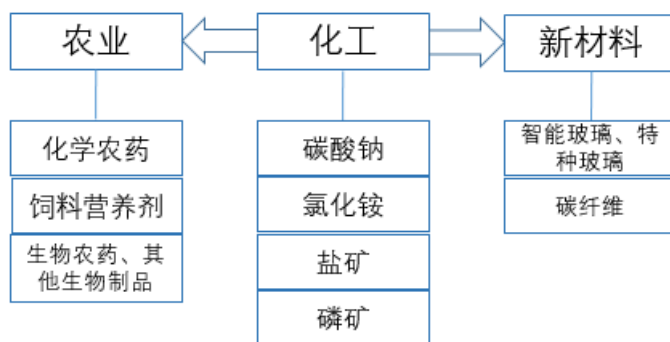 农业
化工
新材料
化学农药
饲料营养剂
生物农药、其
他生物制品
碳酸钠
氯化铵
盐矿
磷矿
智能玻璃、特
种玻璃
碳纤维